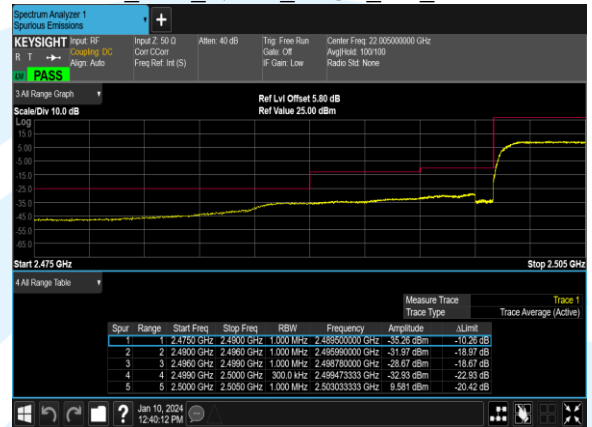 Spectrum Analyzer 1
Spurious Emissions
+
KEYSIGHT Input: RF Input Z: 50 Ω Atten: 40 dB Trig: Free Run Center Freq: 22.005000000 GHz
R T Coupling: DC Corr CCorr Gate: Off Avg|Hold: 100/100
Align: Auto Freq Ref: Int (S) IF Gain: Low Radio Std: None
LV PASS
3 All Range Graph
Ref Lvl Offset 5.80 dB
Scale/Div 10.0 dB Ref Value 25.00 dBm
Log
15.0
5.00
-5.00
-15.0
-25.0
-35.0
-45.0
-55.0
-65.0
Start 2.475 GHz Stop 2.505 GHz
4 All Range Table
Measure Trace Trace 1
Trace Type Trace Average (Active)
Spur Range Start Freq Stop Freq RBW Frequency Amplitude ΔLimit
1 1 2.4750 GHz 2.4900 GHz 1.000 MHz 2.489500000 GHz -35.26 dBm -10.26 dB
2 2 2.4900 GHz 2.4960 GHz 1.000 MHz 2.495990000 GHz -31.97 dBm -18.97 dB
3 3 2.4960 GHz 2.4990 GHz 1.000 MHz 2.498780000 GHz -28.67 dBm -18.67 dB
4 4 2.4990 GHz 2.5000 GHz 300.0 kHz 2.499473333 GHz -32.93 dBm -22.93 dB
5 5 2.5000 GHz 2.5050 GHz 1.000 MHz 2.503033333 GHz 9.581 dBm -20.42 dB
? Jan 10, 2024
12:40:12 PM